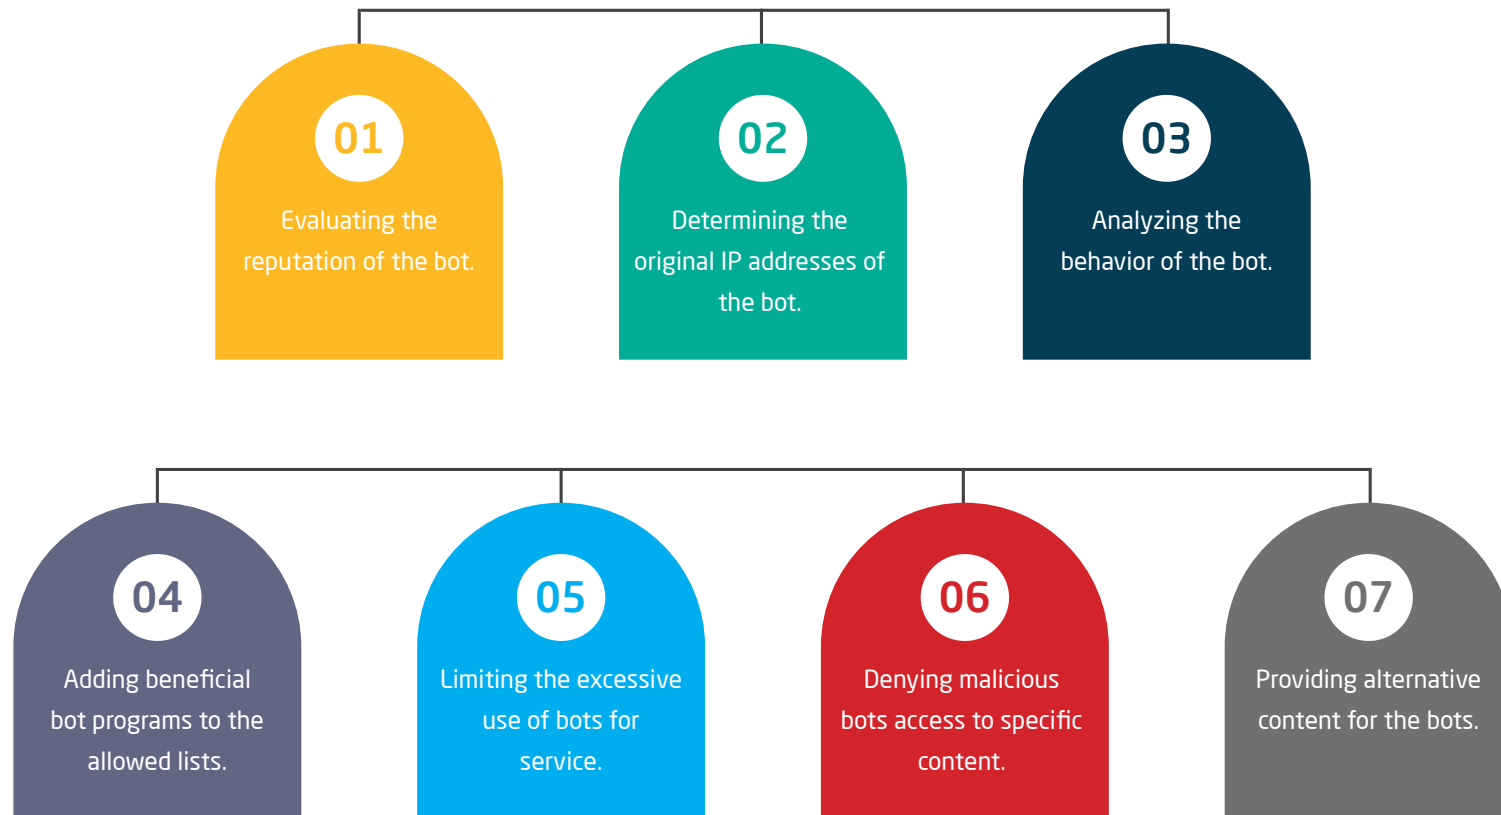 01
Evaluating the
reputation of the bot.
02
Determining the
original IP addresses of
the bot.
03
Analyzing the
behavior of the bot.
04
Adding beneficial
bot programs to the
allowed lists.
05
Limiting the excessive
use of bots for
service.
06
Denying malicious
bots access to specific
content.
07
Providing alternative
content for the bots.